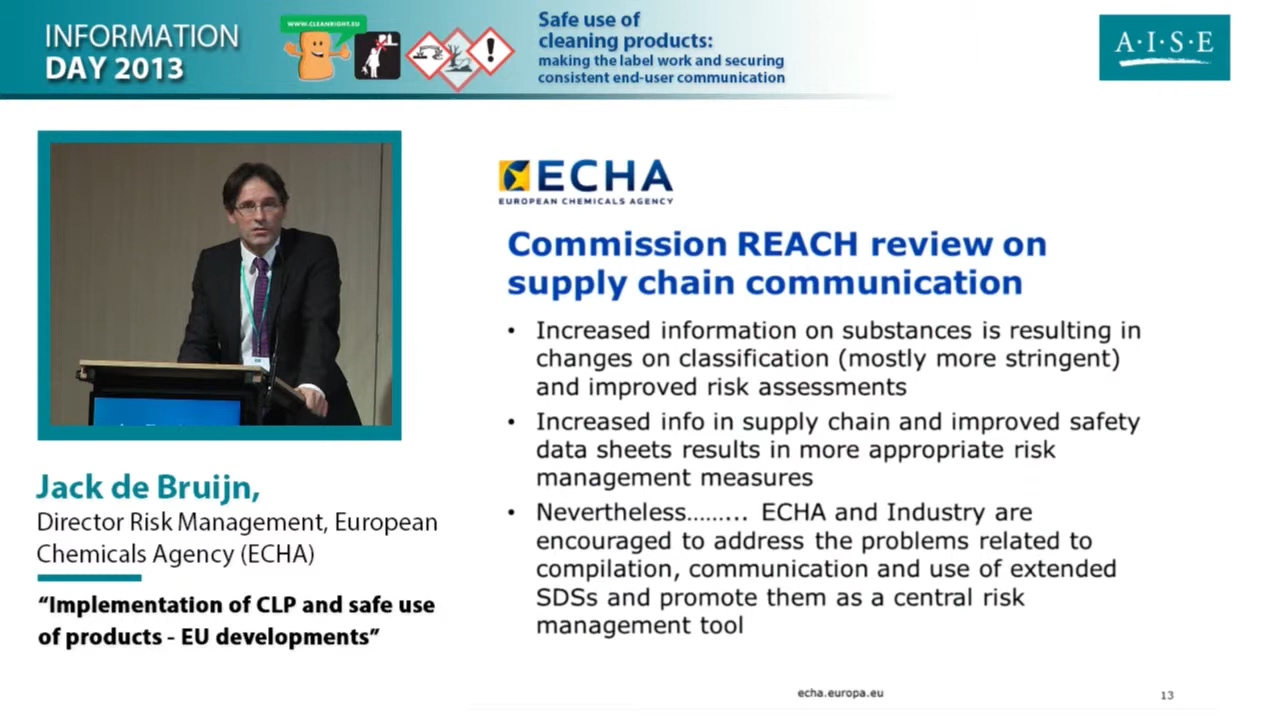 INFORMATION
DAY 2013
WWW.CLEANRIGHT.EU
Safe use of
cleaning products:
making the label work and securing
consistent end-user communication
A·I·S·E
ECHA
EUROPEAN CHEMICALS AGENCY
Commission REACH review on
supply chain communication
• Increased information on substances is resulting in
changes on classification (mostly more stringent)
and improved risk assessments
• Increased info in supply chain and improved safety
data sheets results in more appropriate risk
management measures
• Nevertheless……... ECHA and Industry are
encouraged to address the problems related to
compilation, communication and use of extended
SDSs and promote them as a central risk
management tool
echa.europa.eu
13
Jack de Bruijn,
Director Risk Management, European
Chemicals Agency (ECHA)
“Implementation of CLP and safe use
of products - EU developments”